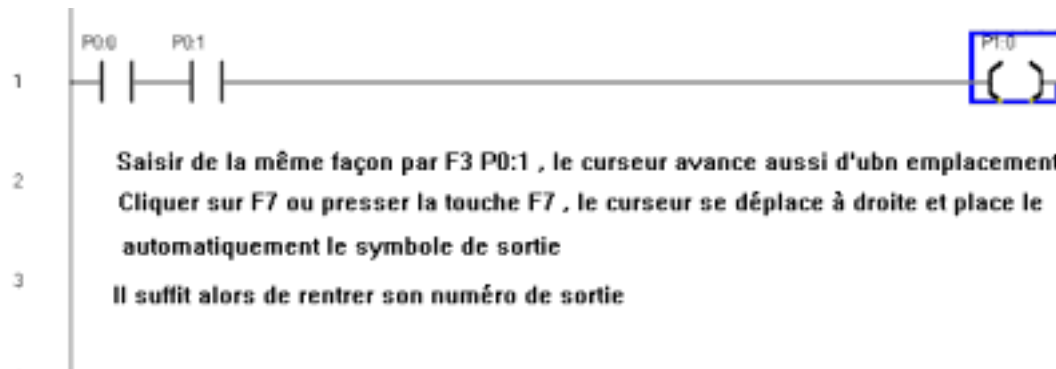 P0:0 P0:1 P1:0
1
Saisir de la même façon par F3 P0:1 , le curseur avance aussi d'ubn emplacement
2
Cliquer sur F7 ou presser la touche F7 , le curseur se déplace à droite et place le
automatiquement le symbole de sortie
3
Il suffit alors de rentrer son numéro de sortie